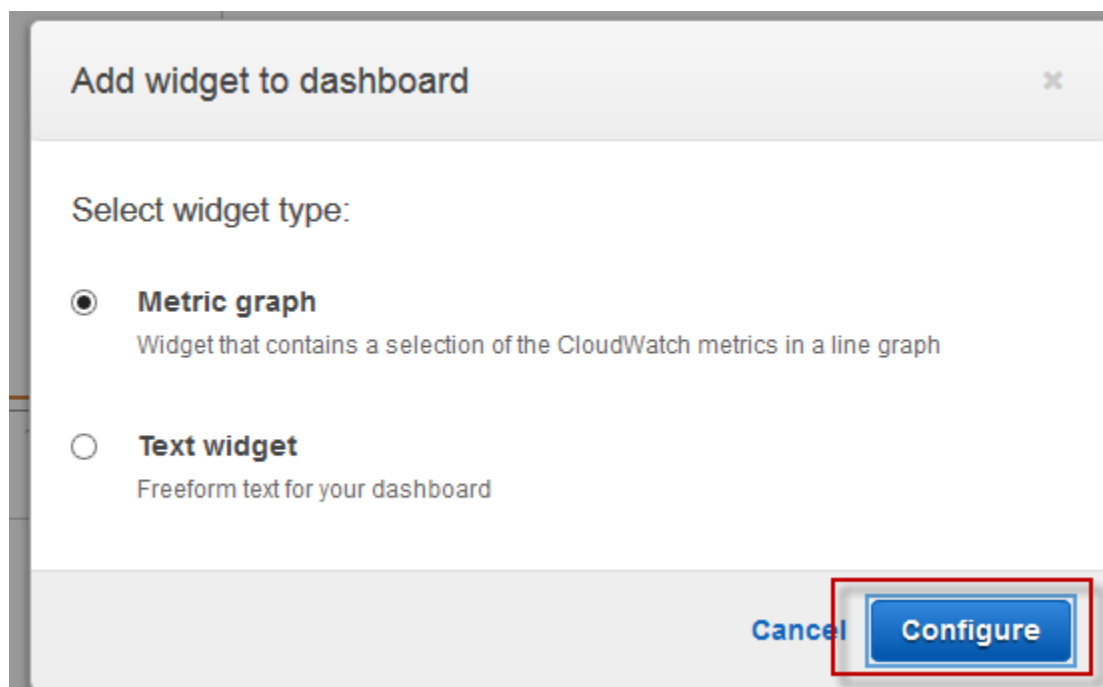 Add widget to dashboard
Select widget type:
Metric graph
Widget that contains a selection of the CloudWatch metrics in a line graph
Text widget
Freeform text for your dashboard
Cancel Configure